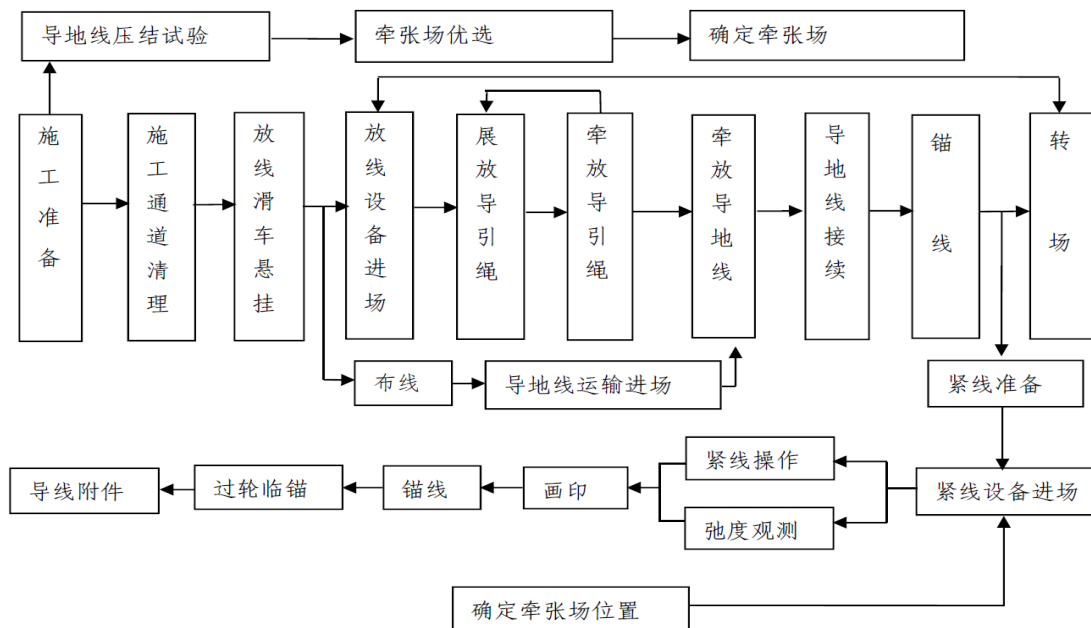 导地线压结试验
牵张场优选
确定牵张场
施工准备
施工通道清理
放线滑车悬挂
放线设备进场
展放导引绳
牵放导引绳
牵放导地线
导地线接续
锚线
转场
布线
导地线运输进场
紧线准备
导线附件
过轮临锚
锚线
画印
紧线操作
弛度观测
紧线设备进场
确定牵张场位置